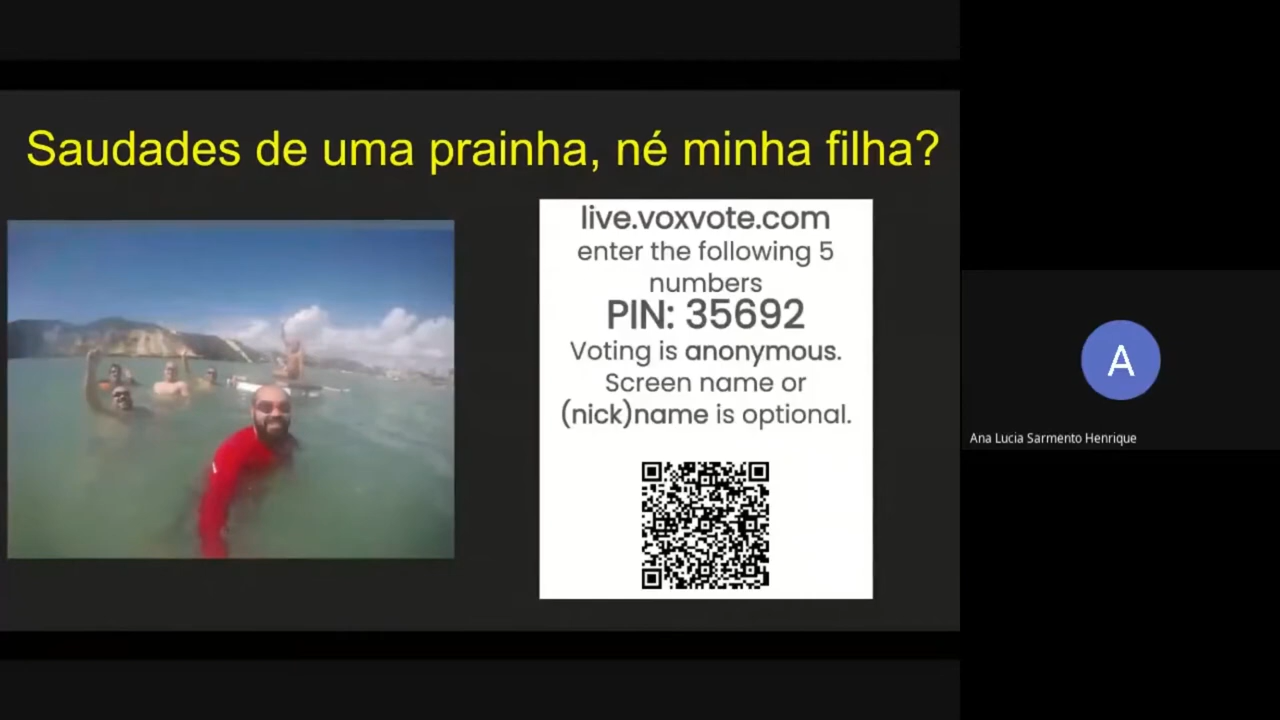 Saudades de uma prainha, né minha filha?
live.voxvote.com
enter the following 5
numbers
PIN: 35692
Voting is anonymous.
Screen name or
(nick)name is optional.
A
Ana Lucia Sarmento Henrique